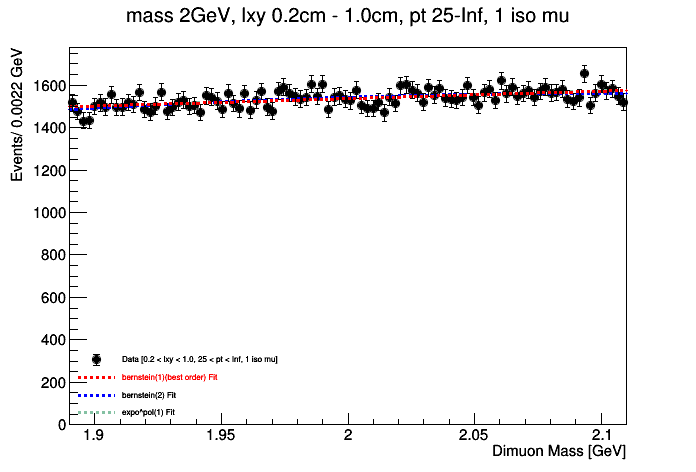 mass 2GeV, lxy 0.2cm - 1.0cm, pt 25-Inf, 1 iso mu
Events/ 0.0022 GeV
1600
1400
1200
1000
800
600
400
200
0
Data [0.2 < lxy < 1.0, 25 < pt < Inf, 1 iso mu]
bernstein(1)(best order) Fit
bernstein(2) Fit
expo^pol(1) Fit
1.9 1.95 2 2.05 2.1
Dimuon Mass [GeV]